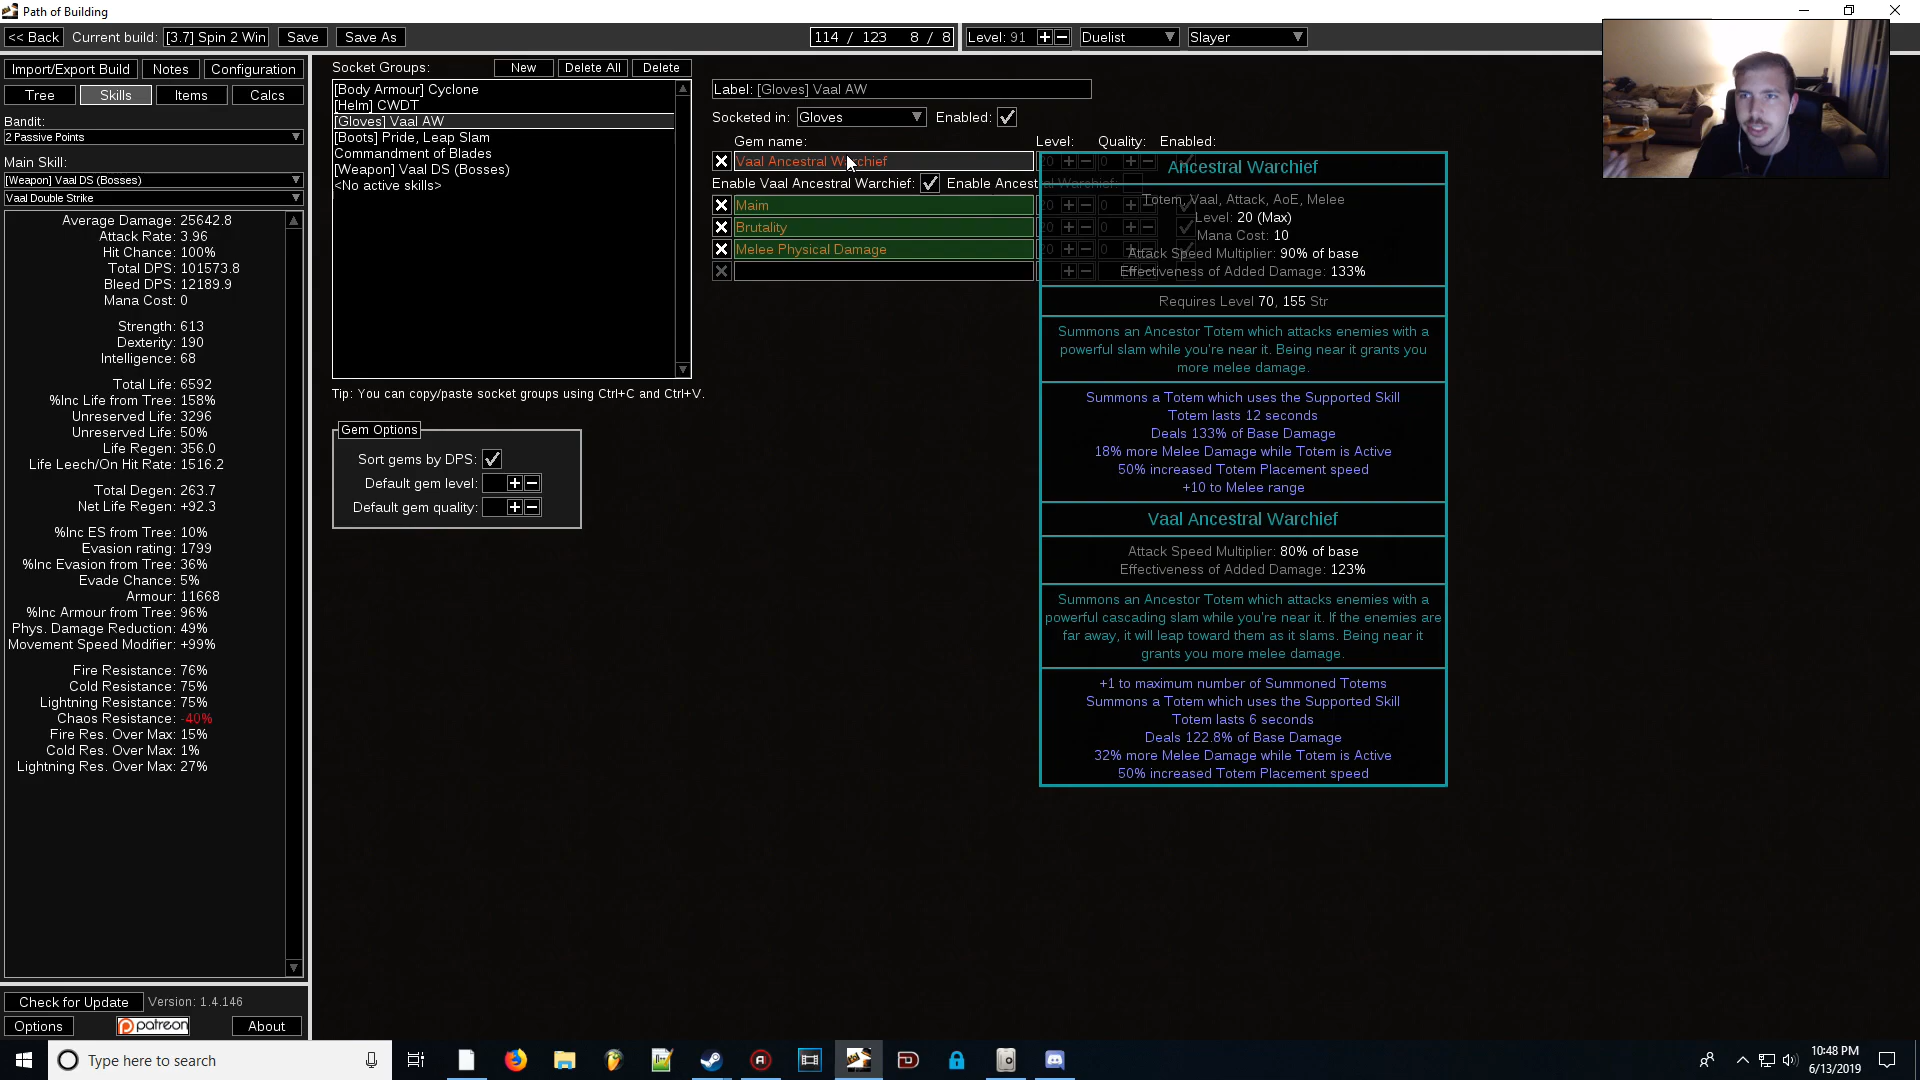 Path of Building
<< Back Current build: [3.7] Spin 2 Win Save Save As 114 / 123 8 / 8 Level: 91 Duelist Slayer
Import/Export Build Notes Configuration
Tree Skills Items Calcs
Bandit:
2 Passive Points
Main Skill:
[Weapon] Vaal DS (Bosses)
Vaal Double Strike
Average Damage: 25642.8
Attack Rate: 3.96
Hit Chance: 100%
Total DPS: 101573.8
Bleed DPS: 12189.9
Mana Cost: 0
Strength: 613
Dexterity: 190
Intelligence: 68
Total Life: 6592
%Inc Life from Tree: 158%
Unreserved Life: 3296
Unreserved Life: 50%
Life Regen: 356.0
Life Leech/On Hit Rate: 1516.2
Total Degen: 263.7
Net Life Regen: +92.3
%Inc ES from Tree: 10%
Evasion rating: 1799
%Inc Evasion from Tree: 36%
Evade Chance: 5%
Armour: 11668
%Inc Armour from Tree: 96%
Phys. Damage Reduction: 49%
Movement Speed Modifier: +99%
Fire Resistance: 76%
Cold Resistance: 75%
Lightning Resistance: 75%
Chaos Resistance: -40%
Fire Res. Over Max: 15%
Cold Res. Over Max: 1%
Lightning Res. Over Max: 27%
Check for Update Version: 1.4.146
Options patreon About
Socket Groups: New Delete All Delete
[Body Armour] Cyclone
[Helm] CWDT
[Gloves] Vaal AW
[Boots] Pride, Leap Slam
Commandment of Blades
[Weapon] Vaal DS (Bosses)
<No active skills>
Tip: You can copy/paste socket groups using Ctrl+C and Ctrl+V.
Gem Options
Sort gems by DPS:
Default gem level:
Default gem quality:
Label: [Gloves] Vaal AW
Socketed in: Gloves Enabled:
Gem name: Level: Quality: Enabled:
Vaal Ancestral Warchief
Enable Vaal Ancestral Warchief: Enable Ancestral Warchief:
Maim
Brutality
Melee Physical Damage
Ancestral Warchief
Totem, Vaal, Attack, AoE, Melee
Level: 20 (Max)
Mana Cost: 10
Attack Speed Multiplier: 90% of base
Effectiveness of Added Damage: 133%
Requires Level 70, 155 Str
Summons an Ancestor Totem which attacks enemies with a
powerful slam while you're near it. Being near it grants you
more melee damage.
Summons a Totem which uses the Supported Skill
Totem lasts 12 seconds
Deals 133% of Base Damage
18% more Melee Damage while Totem is Active
50% increased Totem Placement speed
+10 to Melee range
Vaal Ancestral Warchief
Attack Speed Multiplier: 80% of base
Effectiveness of Added Damage: 123%
Summons an Ancestor Totem which attacks enemies with a
powerful cascading slam while you're near it. If the enemies are
far away, it will leap toward them as it slams. Being near it
grants you more melee damage.
+1 to maximum number of Summoned Totems
Summons a Totem which uses the Supported Skill
Totem lasts 6 seconds
Deals 122.8% of Base Damage
32% more Melee Damage while Totem is Active
50% increased Totem Placement speed
Type here to search
10:48 PM
6/13/2019